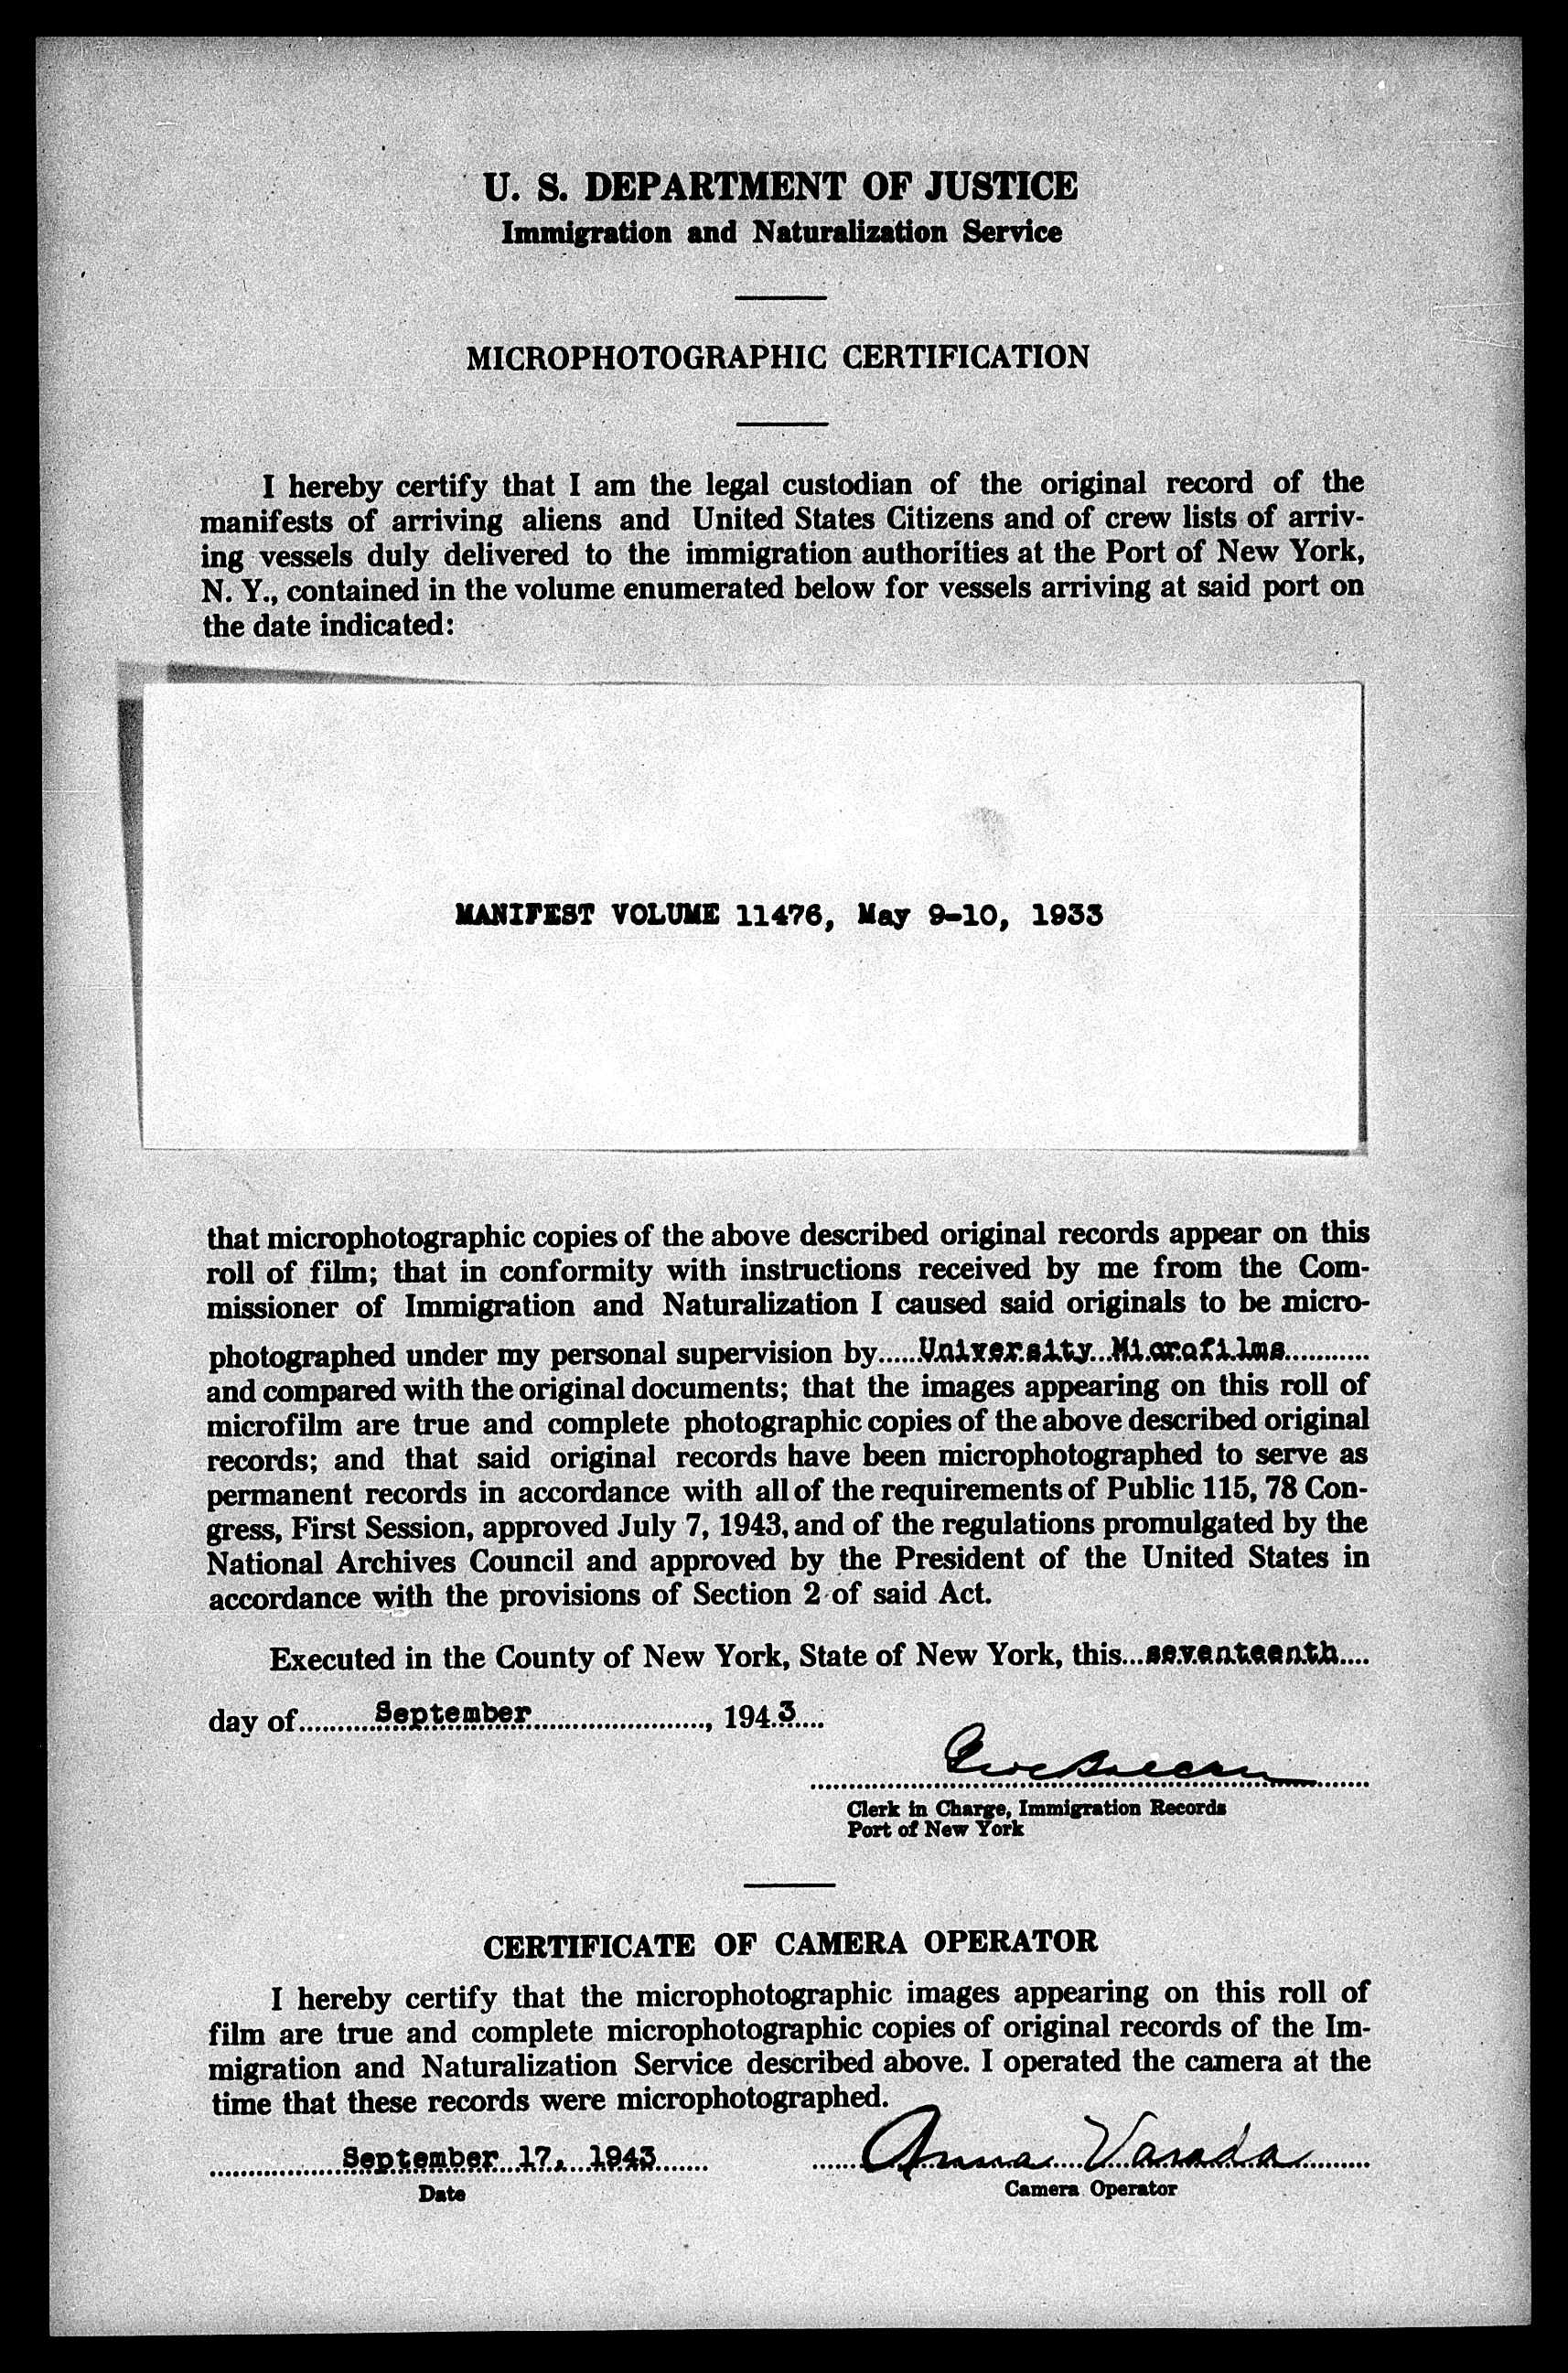 U. S. DEPARTMENT OF JUSTICE
Immigration and Naturalization Service
MICROPHOTOGRAPHIC CERTIFICATION
I hereby certify that I am the legal custodian of the original record of the
manifests of arriving aliens and United States Citizens and of crew lists of arriv-
ing vessels duly delivered to the immigration authorities at the Port of New York,
N. Y., contained in the volume enumerated below for vessels arriving at said port on
the date indicated:
MANIFEST VOLUME 11476, May 9-10, 1933
that microphotographic copies of the above described original records appear on this
roll of film; that in conformity with instructions received by me from the Com-
missioner of Immigration and Naturalization I caused said originals to be micro-
photographed under my personal supervision by.....University Microfilms...........
and compared with the original documents; that the images appearing on this roll of
microfilm are true and complete photographic copies of the above described original
records; and that said original records have been microphotographed to serve as
permanent records in accordance with all of the requirements of Public 115, 78 Con-
gress, First Session, approved July 7, 1943, and of the regulations promulgated by the
National Archives Council and approved by the President of the United States in
accordance with the provisions of Section 2 of said Act.
Executed in the County of New York, State of New York, this...seventeenth....
day of...........September......................, 194.3....
Clerk in Charge, Immigration Records
Port of New York
CERTIFICATE OF CAMERA OPERATOR
I hereby certify that the microphotographic images appearing on this roll of
film are true and complete microphotographic copies of original records of the Im-
migration and Naturalization Service described above. I operated the camera at the
time that these records were microphotographed.
September 17, 1943 Anna Varada
Date Camera Operator